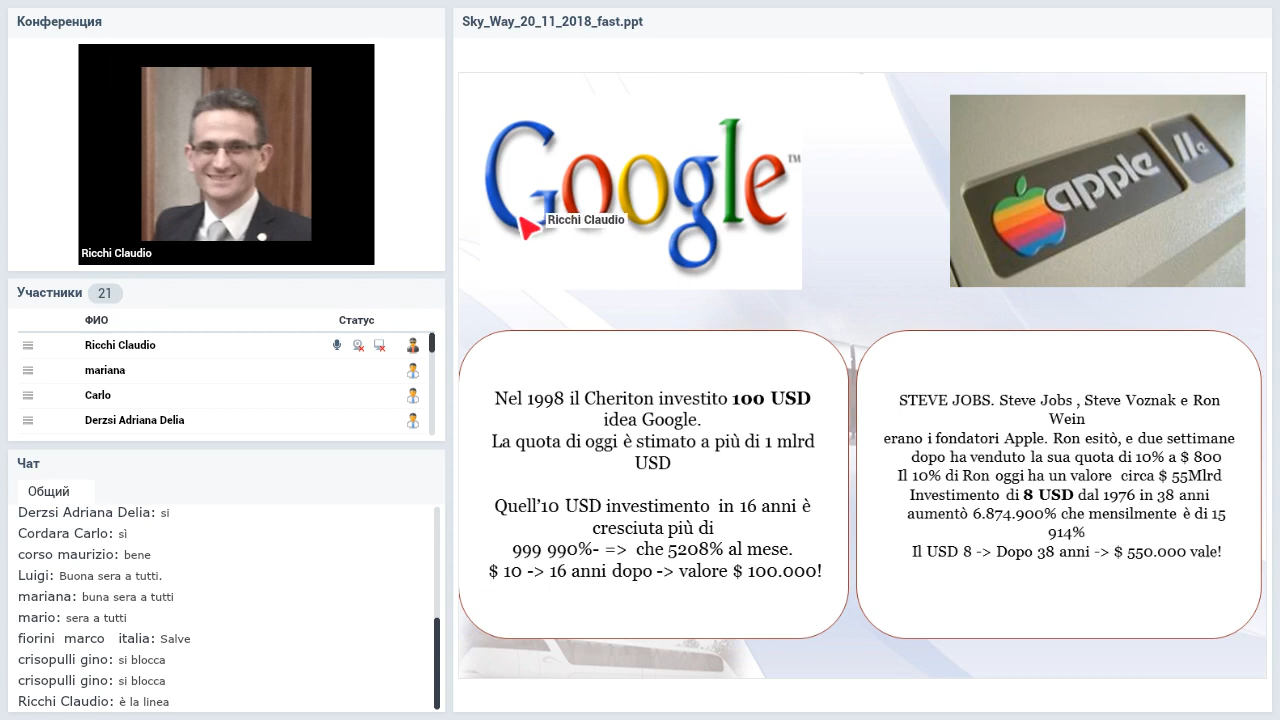 Конференция
Ricchi Claudio
Участники 21
ФИО Статус
Ricchi Claudio
mariana
Carlo
Derzsi Adriana Delia
Чат
Общий
Derzsi Adriana Delia: si
Cordara Carlo: sì
corso maurizio: bene
Luigi: Buona sera a tutti.
mariana: buna sera a tutti
mario: sera a tutti
fiorini marco italia: Salve
crisopulli gino: si blocca
crisopulli gino: si blocca
Ricchi Claudio: è la linea
Sky_Way_20_11_2018_fast.ppt
Google™
Ricchi Claudio
apple IIe
Nel 1998 il Cheriton investito 100 USD
idea Google.
La quota di oggi è stimato a più di 1 mlrd
USD
Quell'10 USD investimento in 16 anni è
cresciuta più di
999 990%- => che 5208% al mese.
$ 10 -> 16 anni dopo -> valore $ 100.000!
STEVE JOBS. Steve Jobs , Steve Voznak e Ron
Wein
erano i fondatori Apple. Ron esitò, e due settimane
dopo ha venduto la sua quota di 10% a $ 800
Il 10% di Ron oggi ha un valore circa $ 55Mlrd
Investimento di 8 USD dal 1976 in 38 anni
aumentò 6.874.900% che mensilmente è di 15
914%
Il USD 8 -> Dopo 38 anni -> $ 550.000 vale!